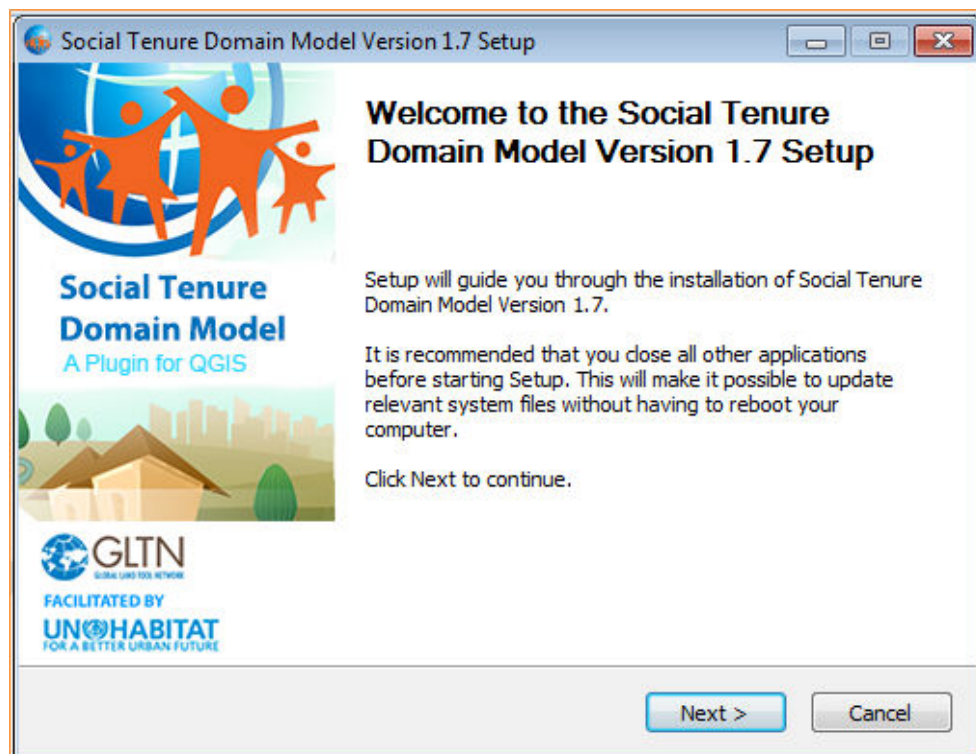 Social Tenure Domain Model Version 1.7 Setup
Welcome to the Social Tenure
Domain Model Version 1.7 Setup
Setup will guide you through the installation of Social Tenure
Domain Model Version 1.7.
It is recommended that you close all other applications
before starting Setup. This will make it possible to update
relevant system files without having to reboot your
computer.
Click Next to continue.
Social Tenure
Domain Model
A Plugin for QGIS
GLTN
GLOBAL LAND TOOL NETWORK
FACILITATED BY
UN HABITAT
FOR A BETTER URBAN FUTURE
Next >
Cancel